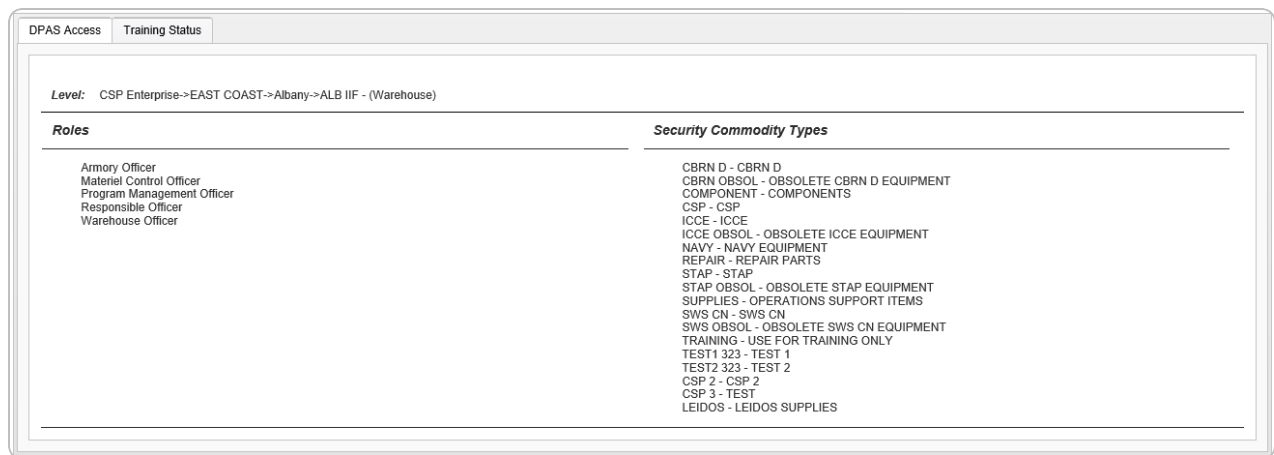 DPAS Access
Training Status
Level: CSP Enterprise->EAST COAST->Albany->ALB IIF - (Warehouse)
Roles
Armory Officer
Materiel Control Officer
Program Management Officer
Responsible Officer
Warehouse Officer
Security Commodity Types
CBRN D - CBRN D
CBRN OBSOL - OBSOLETE CBRN D EQUIPMENT
COMPONENT - COMPONENTS
CSP - CSP
ICCE - ICCE
ICCE OBSOL - OBSOLETE ICCE EQUIPMENT
NAVY - NAVY EQUIPMENT
REPAIR - REPAIR PARTS
STAP - STAP
STAP OBSOL - OBSOLETE STAP EQUIPMENT
SUPPLIES - OPERATIONS SUPPORT ITEMS
SWS CN - SWS CN
SWS OBSOL - OBSOLETE SWS CN EQUIPMENT
TRAINING - USE FOR TRAINING ONLY
TEST1 323 - TEST 1
TEST2 323 - TEST 2
CSP 2 - CSP 2
CSP 3 - TEST
LEIDOS - LEIDOS SUPPLIES